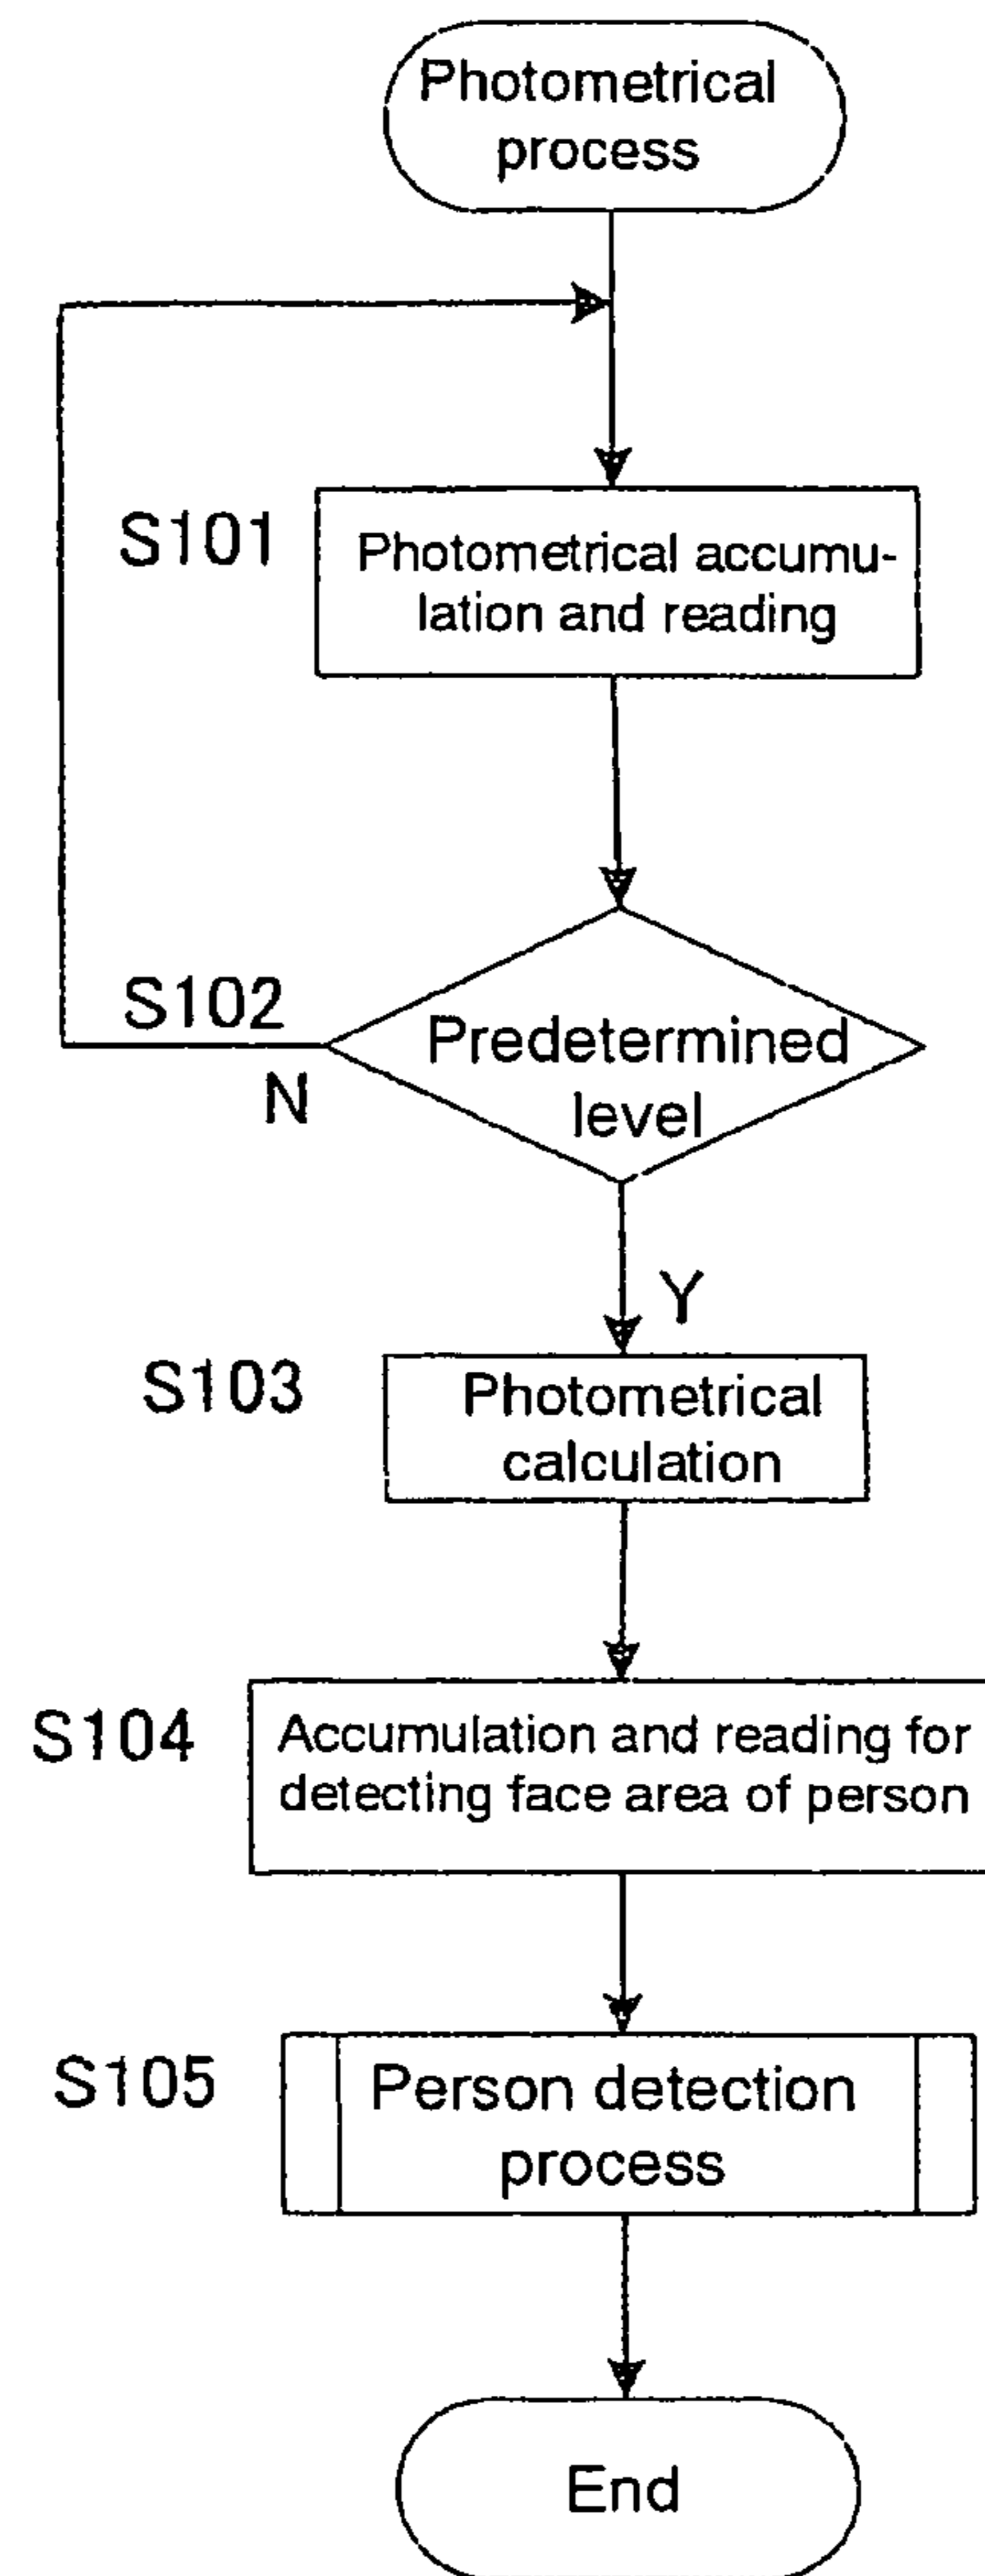 Photometrical
process
S101
Photometrical accumu-
lation and reading
S102
N
Predetermined
level
Y
S103
Photometrical
calculation
S104
Accumulation and reading for
detecting face area of person
S105
Person detection
process
End